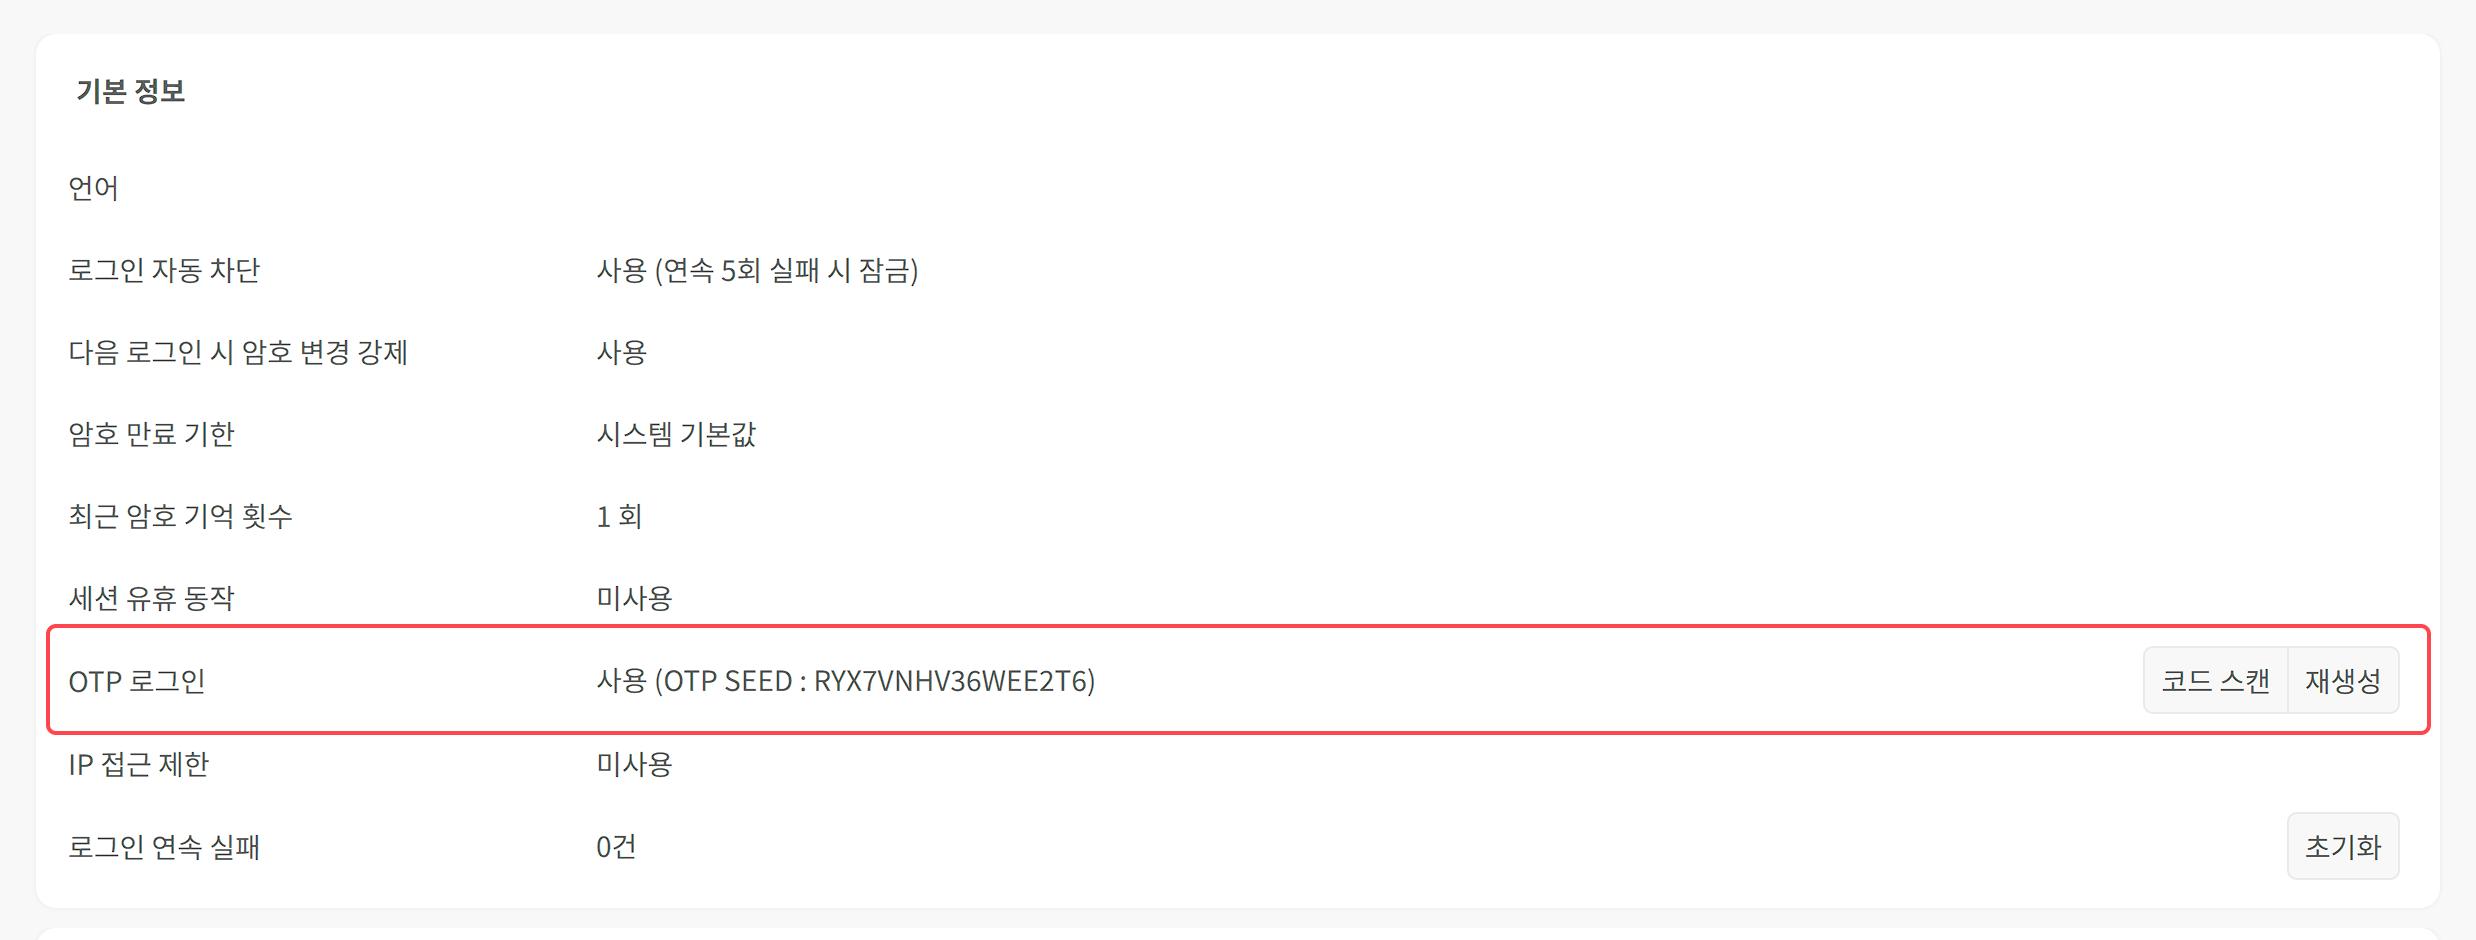 기본 정보
언어
로그인 자동 차단 사용 (연속 5회 실패 시 잠금)
다음 로그인 시 암호 변경 강제 사용
암호 만료 기한 시스템 기본값
최근 암호 기억 횟수 1 회
세션 유휴 동작 미사용
OTP 로그인 사용 (OTP SEED : RYX7VNHV36WEE2T6) 코드 스캔 재생성
IP 접근 제한 미사용
로그인 연속 실패 0건 초기화